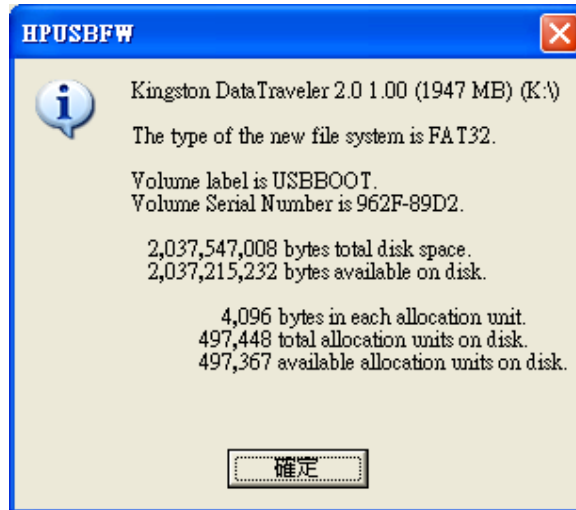 HPUSBFW
Kingston DataTraveler 2.0 1.00 (1947 MB) (K:\)
The type of the new file system is FAT32.
Volume label is USBBOOT.
Volume Serial Number is 962F-89D2.
2,037,547,008 bytes total disk space.
2,037,215,232 bytes available on disk.
4,096 bytes in each allocation unit.
497,448 total allocation units on disk.
497,367 available allocation units on disk.
確定